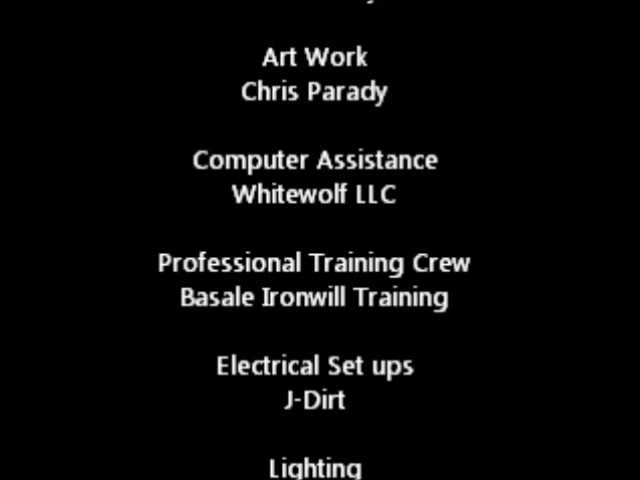 Art Work
Chris Parady
Computer Assistance
Whitewolf LLC
Professional Training Crew
Basale Ironwill Training
Electrical Set ups
J-Dirt
Lighting